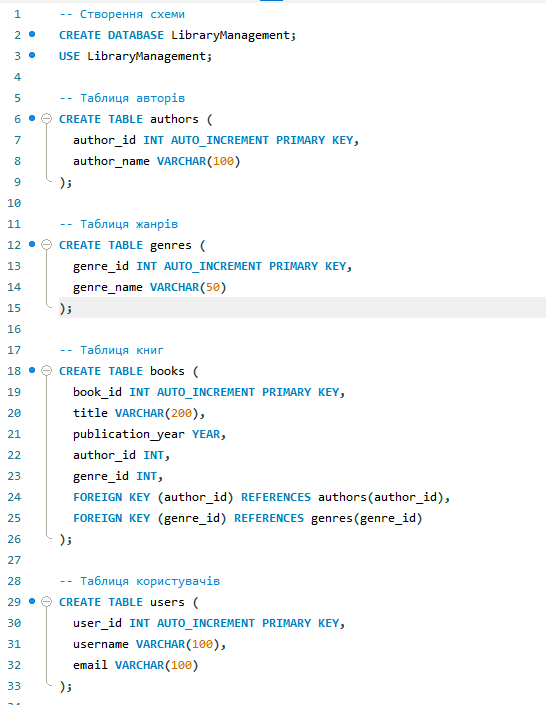 1 -- Створення схеми
2 CREATE DATABASE LibraryManagement;
3 USE LibraryManagement;
4
5 -- Таблиця авторів
6 CREATE TABLE authors (
7 author_id INT AUTO_INCREMENT PRIMARY KEY,
8 author_name VARCHAR(100)
9 );
10
11 -- Таблиця жанрів
12 CREATE TABLE genres (
13 genre_id INT AUTO_INCREMENT PRIMARY KEY,
14 genre_name VARCHAR(50)
15 );
16
17 -- Таблиця книг
18 CREATE TABLE books (
19 book_id INT AUTO_INCREMENT PRIMARY KEY,
20 title VARCHAR(200),
21 publication_year YEAR,
22 author_id INT,
23 genre_id INT,
24 FOREIGN KEY (author_id) REFERENCES authors(author_id),
25 FOREIGN KEY (genre_id) REFERENCES genres(genre_id)
26 );
27
28 -- Таблиця користувачів
29 CREATE TABLE users (
30 user_id INT AUTO_INCREMENT PRIMARY KEY,
31 username VARCHAR(100),
32 email VARCHAR(100)
33 );